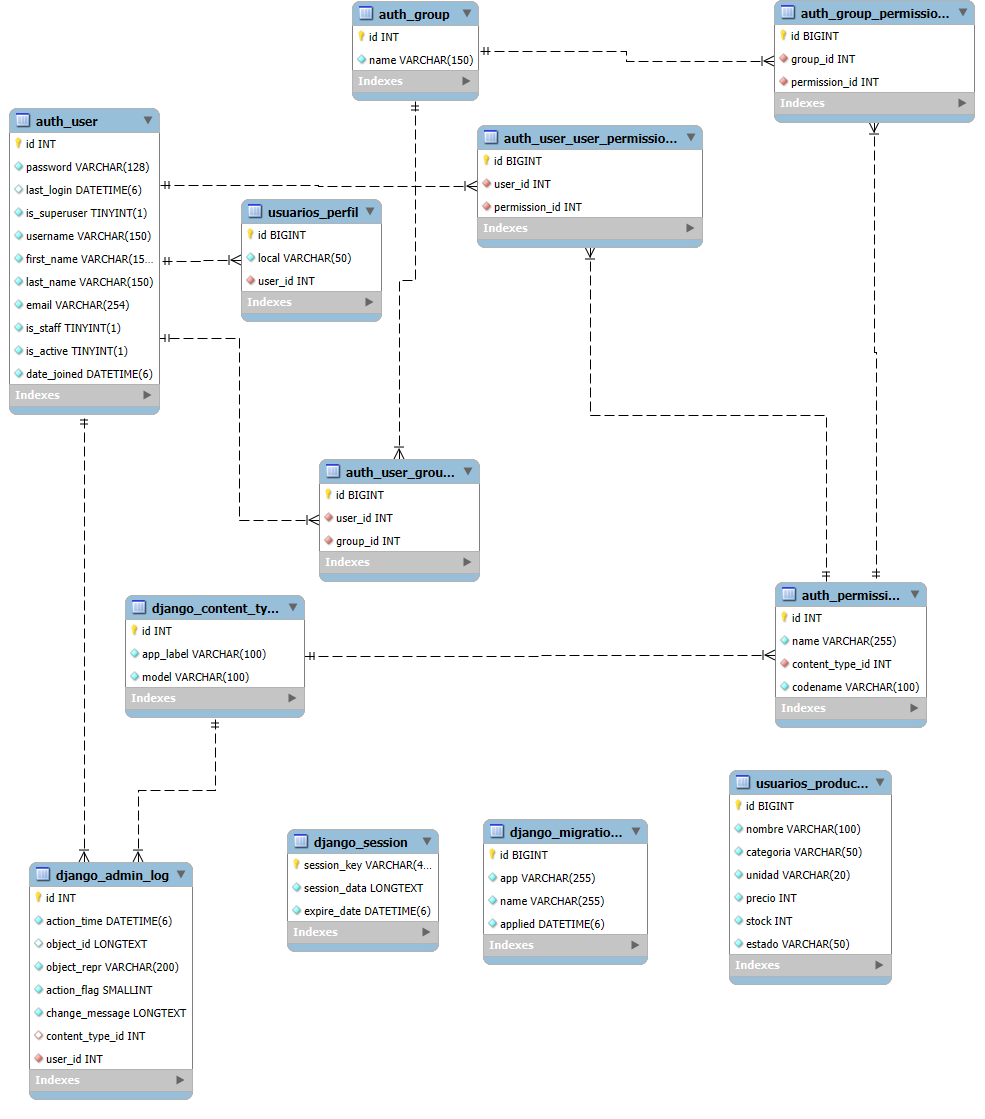 auth_group
id INT
name VARCHAR(150)
Indexes
auth_group_permissio...
id BIGINT
group_id INT
permission_id INT
Indexes
auth_user
id INT
password VARCHAR(128)
last_login DATETIME(6)
is_superuser TINYINT(1)
username VARCHAR(150)
first_name VARCHAR(15...
last_name VARCHAR(150)
email VARCHAR(254)
is_staff TINYINT(1)
is_active TINYINT(1)
date_joined DATETIME(6)
Indexes
auth_user_user_permissio...
id BIGINT
user_id INT
permission_id INT
Indexes
usuarios_perfil
id BIGINT
local VARCHAR(50)
user_id INT
Indexes
auth_user_grou...
id BIGINT
user_id INT
group_id INT
Indexes
django_content_ty...
id INT
app_label VARCHAR(100)
model VARCHAR(100)
Indexes
auth_permissi...
id INT
name VARCHAR(255)
content_type_id INT
codename VARCHAR(100)
Indexes
django_admin_log
id INT
action_time DATETIME(6)
object_id LONGTEXT
object_repr VARCHAR(200)
action_flag SMALLINT
change_message LONGTEXT
content_type_id INT
user_id INT
Indexes
django_session
session_key VARCHAR(4...
session_data LONGTEXT
expire_date DATETIME(6)
Indexes
django_migratio...
id BIGINT
app VARCHAR(255)
name VARCHAR(255)
applied DATETIME(6)
Indexes
usuarios_produc...
id BIGINT
nombre VARCHAR(100)
categoria VARCHAR(50)
unidad VARCHAR(20)
precio INT
stock INT
estado VARCHAR(50)
Indexes